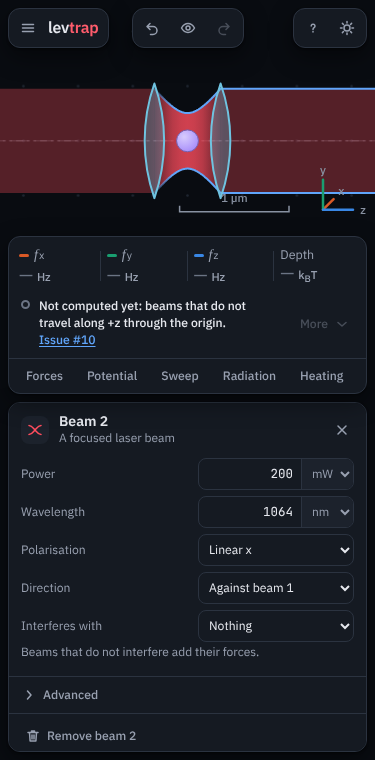 levtrap
?
1 µm
y
x
z
fx
fy
fz
Depth
— Hz
— Hz
— Hz
— kBT
Not computed yet: beams that do not
travel along +z through the origin.
Issue #10
More
Forces
Potential
Sweep
Radiation
Heating
Beam 2
A focused laser beam
Power
200
mW
Wavelength
1064
nm
Polarisation
Linear x
Direction
Against beam 1
Interferes with
Nothing
Beams that do not interfere add their forces.
Advanced
Remove beam 2